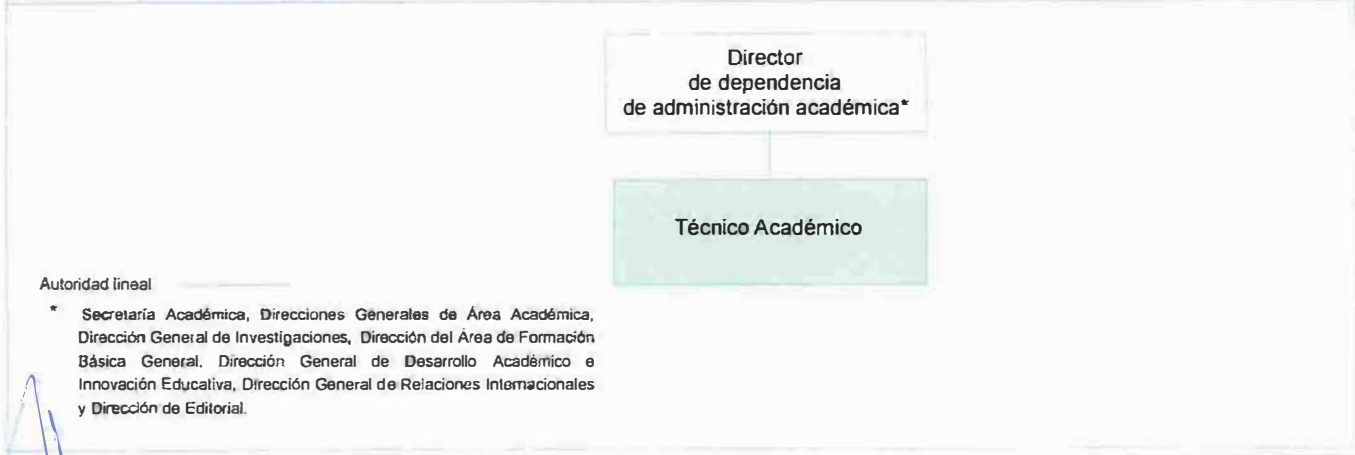 Director
de dependencia
de administración académica*
Técnico Académico
Autoridad lineal
* Secretaría Académica, Direcciones Generales de Área Académica,
Dirección General de Investigaciones, Dirección del Área de Formación
Básica General, Dirección General de Desarrollo Académico e
Innovación Educativa, Dirección General de Relaciones Internacionales
y Dirección de Editorial.